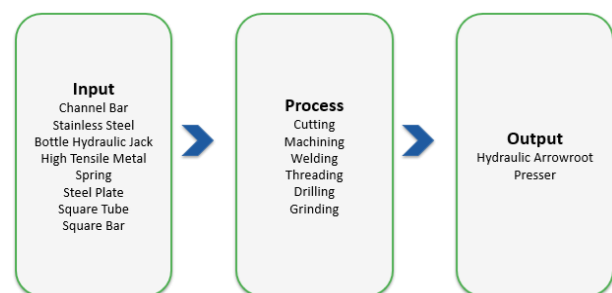 Input
Channel Bar
Stainless Steel
Bottle Hydraulic Jack
High Tensile Metal
Spring
Steel Plate
Square Tube
Square Bar
Process
Cutting
Machining
Welding
Threading
Drilling
Grinding
Output
Hydraulic Arrowroot
Presser